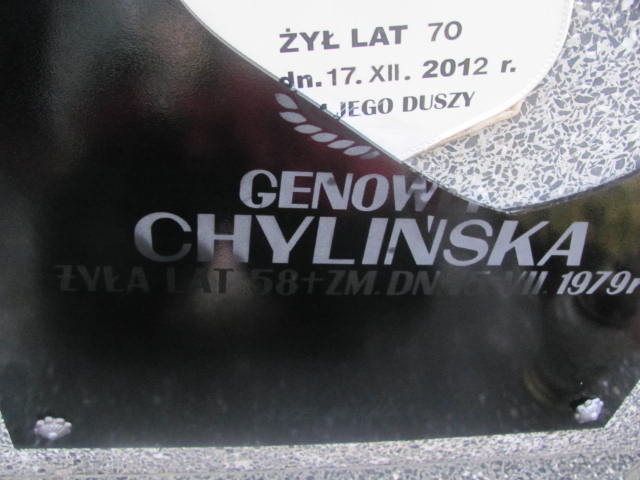 ŻYŁ LAT 70
dn. 17. XII. 2012 r.
JEGO DUSZY
GENOW
CHYLIŃSKA
ŻYŁA LAT 58+ZM. DN. VII. 1979r